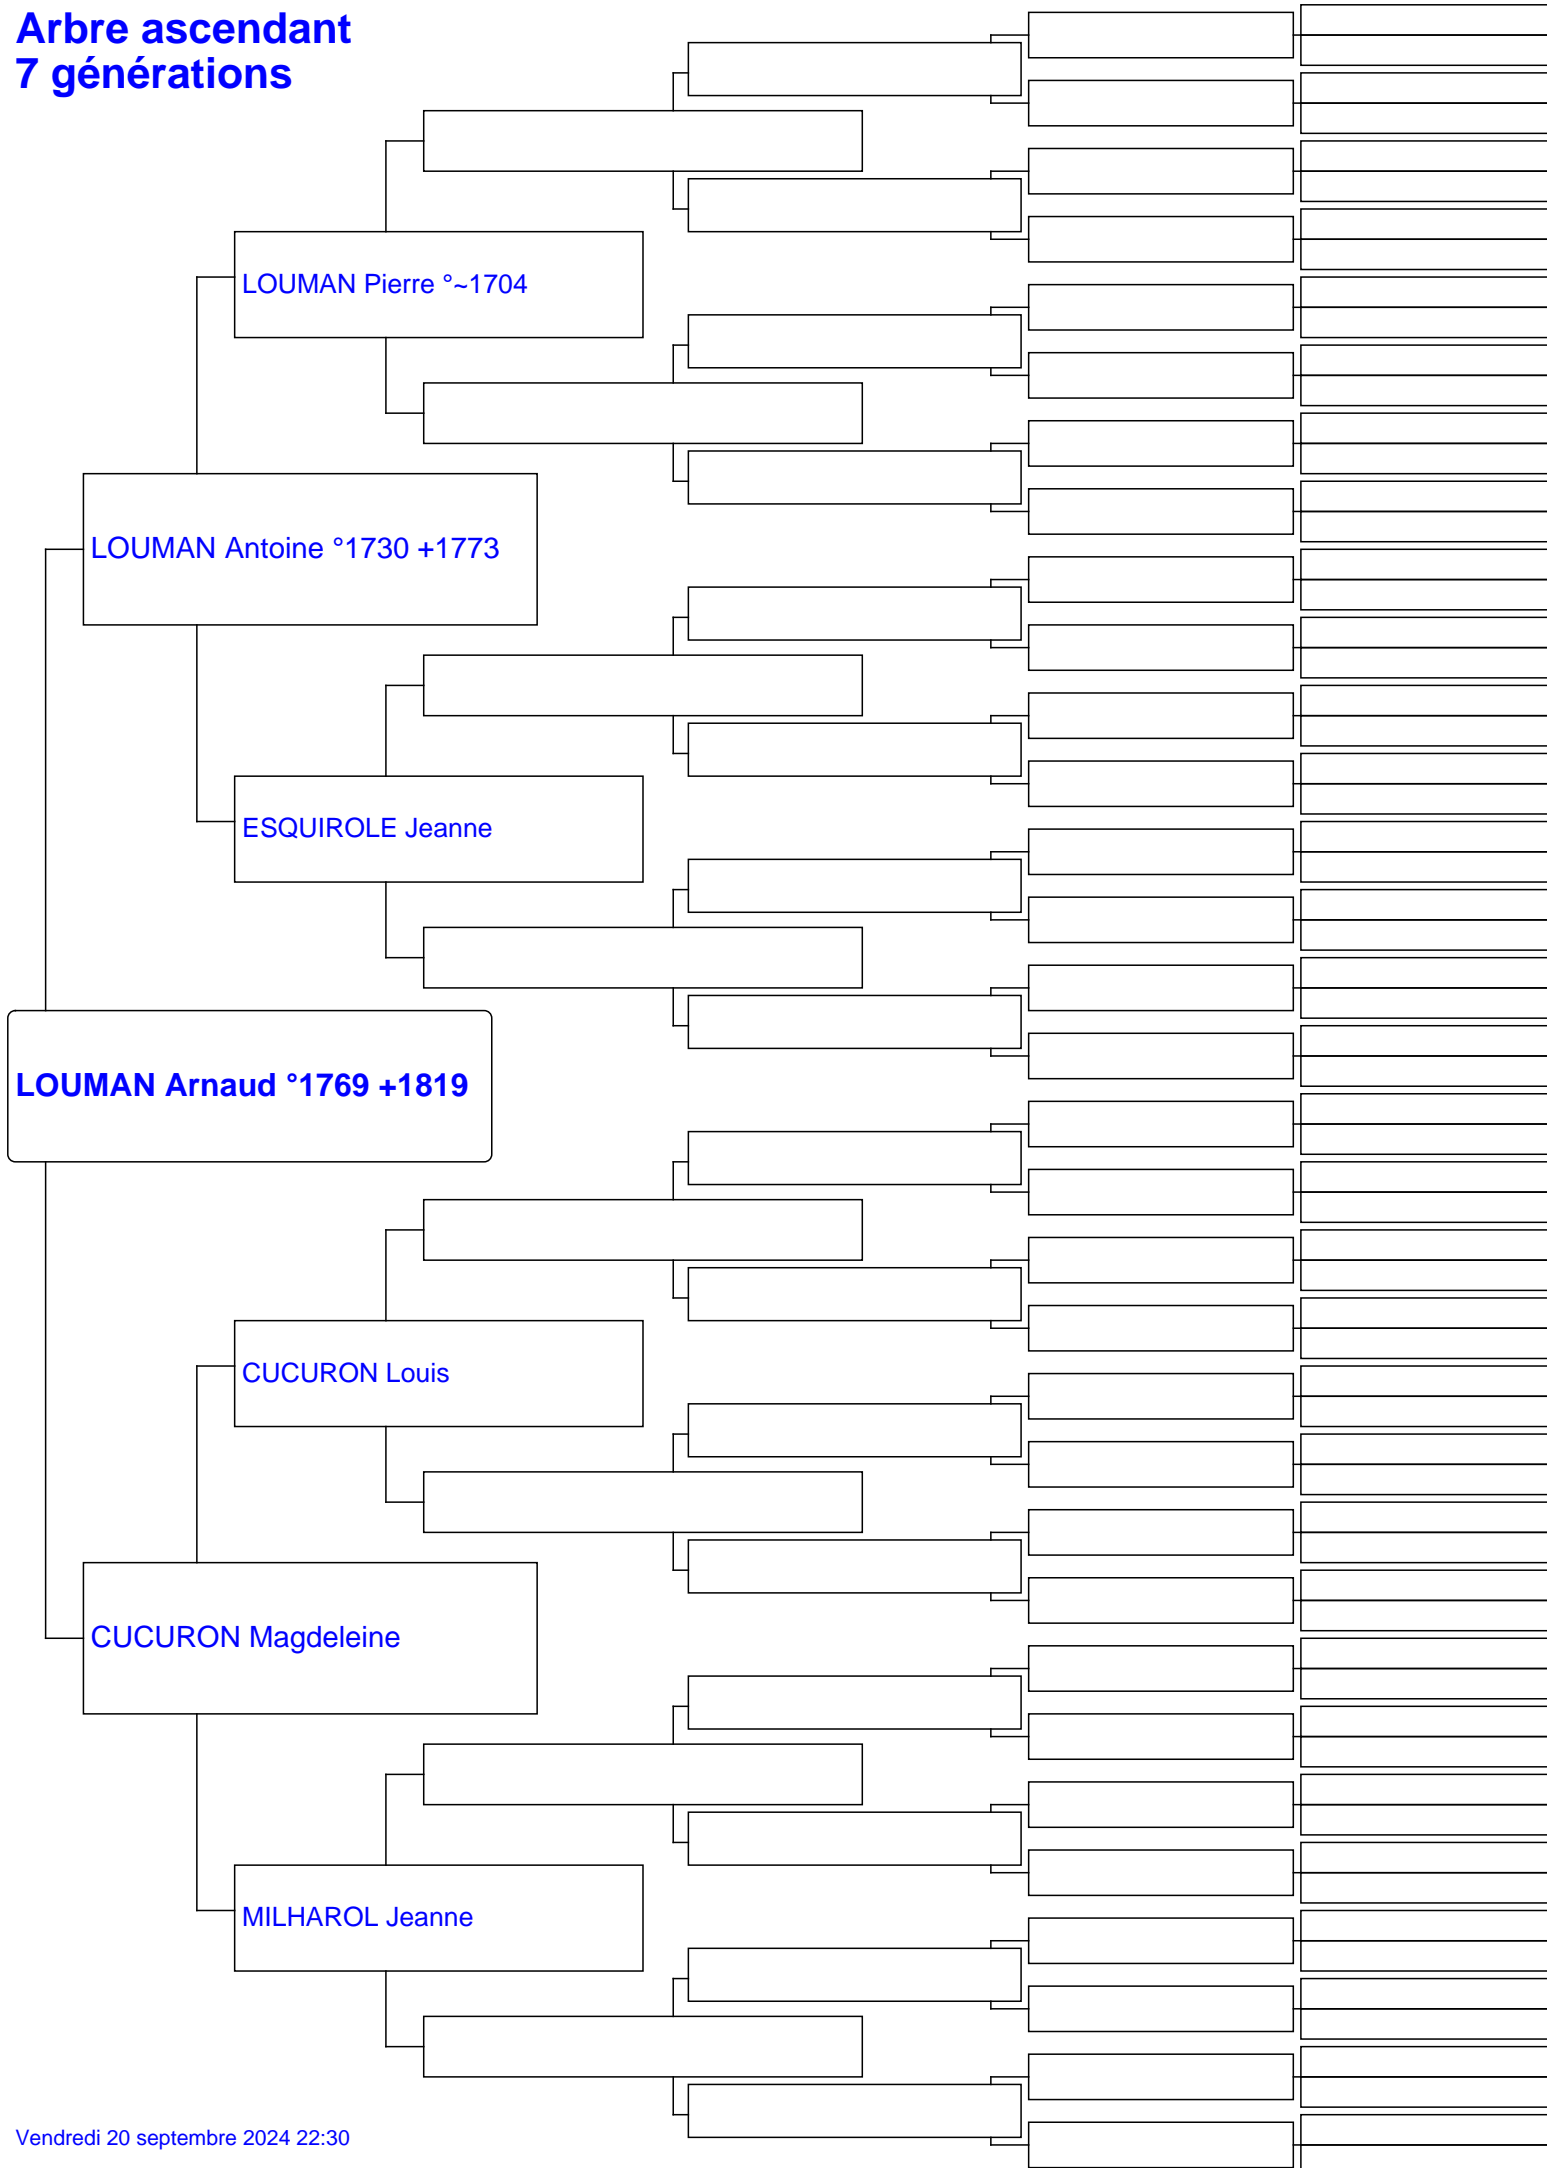 Arbre ascendant
7 générations
LOUMAN Pierre °~1704
LOUMAN Antoine °1730 +1773
ESQUIROLE Jeanne
LOUMAN Arnaud °1769 +1819
CUCURON Louis
CUCURON Magdeleine
MILHAROL Jeanne
Vendredi 20 septembre 2024 22:30